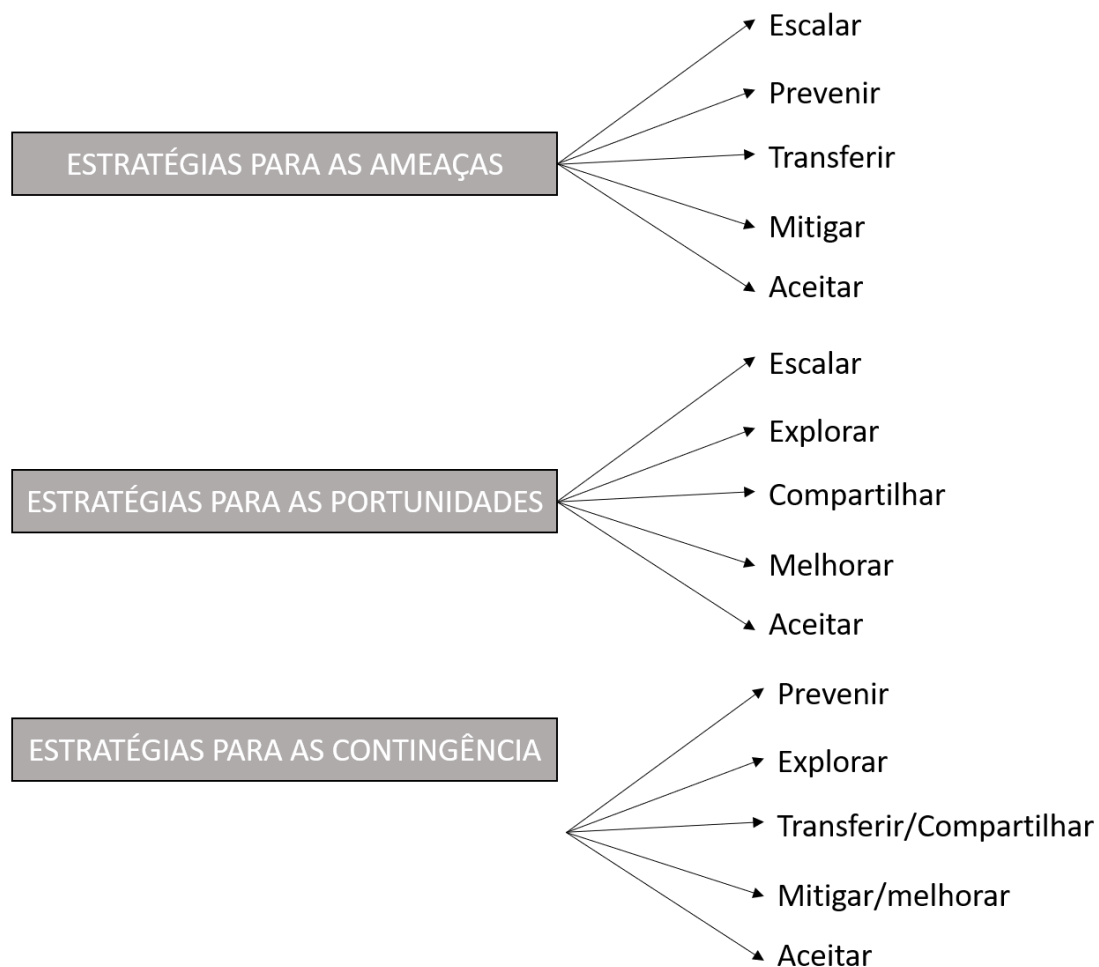 ESTRATÉGIAS PARA AS AMEAÇAS
Escalar
Prevenir
Transferir
Mitigar
Aceitar
ESTRATÉGIAS PARA AS PORTUNIDADES
Escalar
Explorar
Compartilhar
Melhorar
Aceitar
ESTRATÉGIAS PARA AS CONTINGÊNCIA
Prevenir
Explorar
Transferir/Compartilhar
Mitigar/melhorar
Aceitar